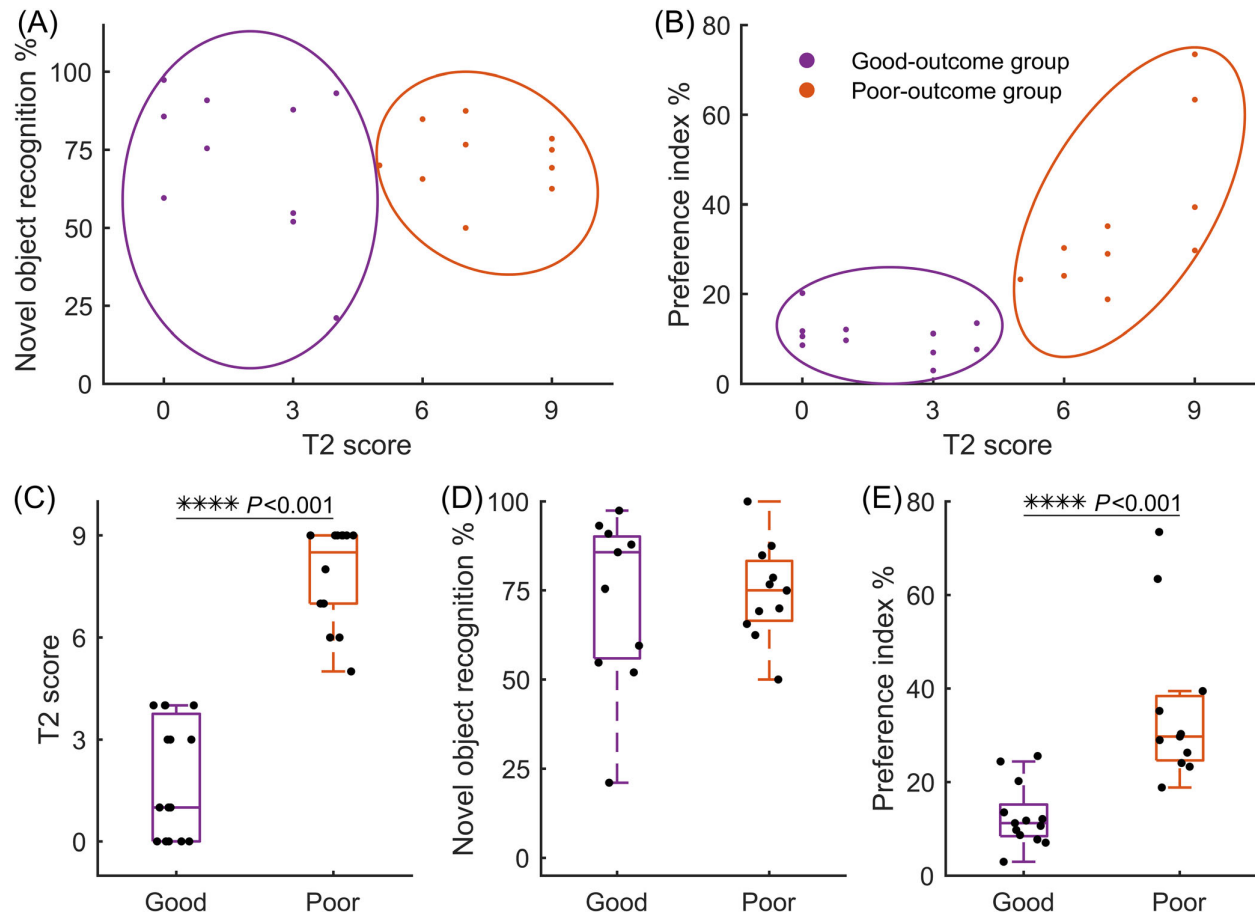 (A)
Novel object recognition %
100
75
50
25
0
0 3 6 9
T2 score
(B)
Preference index %
80
60
40
20
0
0 3 6 9
T2 score
Good-outcome group
Poor-outcome group
(C)
T2 score
9
6
3
0
**** P<0.001
Good Poor
(D)
Novel object recognition %
100
75
50
25
0
Good Poor
(E)
Preference index %
80
60
40
20
0
**** P<0.001
Good Poor